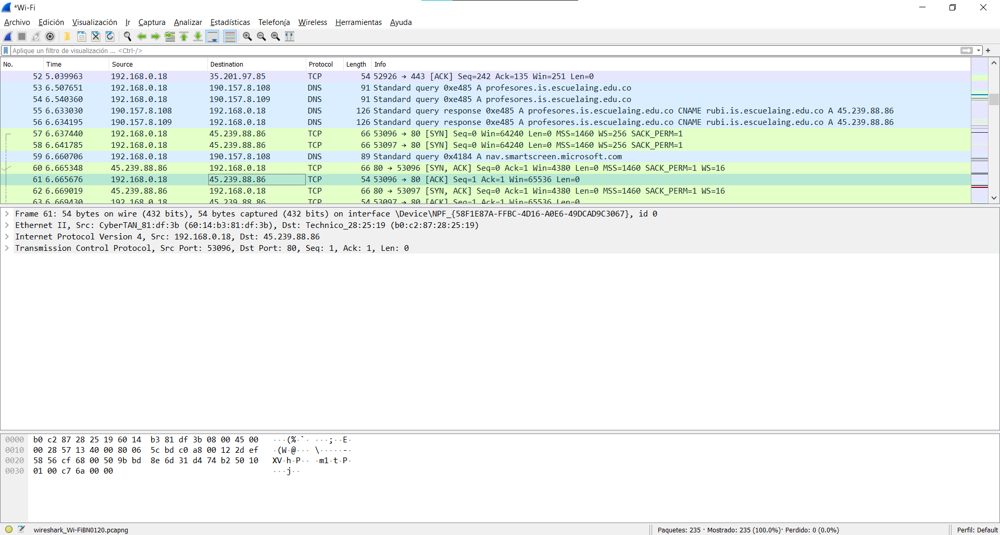 *Wi-Fi
Archivo Edición Visualización Ir Captura Analizar Estadísticas Telefonía Wireless Herramientas Ayuda
Aplique un filtro de visualización ... <Ctrl-/>
No. Time Source Destination Protocol Length Info
52 5.039963 192.168.0.18 35.201.97.85 TCP 54 52926 → 443 [ACK] Seq=242 Ack=135 Win=251 Len=0
53 6.507651 192.168.0.18 190.157.8.108 DNS 91 Standard query 0xe485 A profesores.is.escuelaing.edu.co
54 6.540360 192.168.0.18 190.157.8.109 DNS 91 Standard query 0xe485 A profesores.is.escuelaing.edu.co
55 6.633030 190.157.8.108 192.168.0.18 DNS 126 Standard query response 0xe485 A profesores.is.escuelaing.edu.co CNAME rubi.is.escuelaing.edu.co A 45.239.88.86
56 6.634195 190.157.8.109 192.168.0.18 DNS 126 Standard query response 0xe485 A profesores.is.escuelaing.edu.co CNAME rubi.is.escuelaing.edu.co A 45.239.88.86
57 6.637440 192.168.0.18 45.239.88.86 TCP 66 53096 → 80 [SYN] Seq=0 Win=64240 Len=0 MSS=1460 WS=256 SACK_PERM=1
58 6.641785 192.168.0.18 45.239.88.86 TCP 66 53097 → 80 [SYN] Seq=0 Win=64240 Len=0 MSS=1460 WS=256 SACK_PERM=1
59 6.660706 192.168.0.18 190.157.8.108 DNS 89 Standard query 0x4184 A nav.smartscreen.microsoft.com
60 6.665348 45.239.88.86 192.168.0.18 TCP 66 80 → 53096 [SYN, ACK] Seq=0 Ack=1 Win=4380 Len=0 MSS=1460 SACK_PERM=1 WS=16
61 6.665676 192.168.0.18 45.239.88.86 TCP 54 53096 → 80 [ACK] Seq=1 Ack=1 Win=65536 Len=0
62 6.669019 45.239.88.86 192.168.0.18 TCP 66 80 → 53097 [SYN, ACK] Seq=0 Ack=1 Win=4380 Len=0 MSS=1460 SACK_PERM=1 WS=16
63 6.669430 192.168.0.18 45.239.88.86 TCP 54 53097 → 80 [ACK] Seq=1 Ack=1 Win=65536 Len=0
Frame 61: 54 bytes on wire (432 bits), 54 bytes captured (432 bits) on interface \Device\NPF_{58F1E87A-FFBC-4D16-A0E6-49DCAD9C3067}, id 0
Ethernet II, Src: CyberTAN_81:df:3b (60:14:b3:81:df:3b), Dst: Technico_28:25:19 (b0:c2:87:28:25:19)
Internet Protocol Version 4, Src: 192.168.0.18, Dst: 45.239.88.86
Transmission Control Protocol, Src Port: 53096, Dst Port: 80, Seq: 1, Ack: 1, Len: 0
0000 b0 c2 87 28 25 19 60 14 b3 81 df 3b 08 00 45 00 ···(%·`· ···;··E·
0010 00 28 57 13 40 00 80 06 5c bd c0 a8 00 12 2d ef ·(W·@··· \·····-·
0020 58 56 cf 68 00 50 9b bd 8e 6d 31 d4 74 b2 50 10 XV·h·P·· ·m1·t·P·
0030 01 00 c7 6a 00 00 ···j··
wireshark_Wi-FiBN0120.pcapng Paquetes: 235 · Mostrado: 235 (100.0%)· Perdido: 0 (0.0%) Perfil: Default